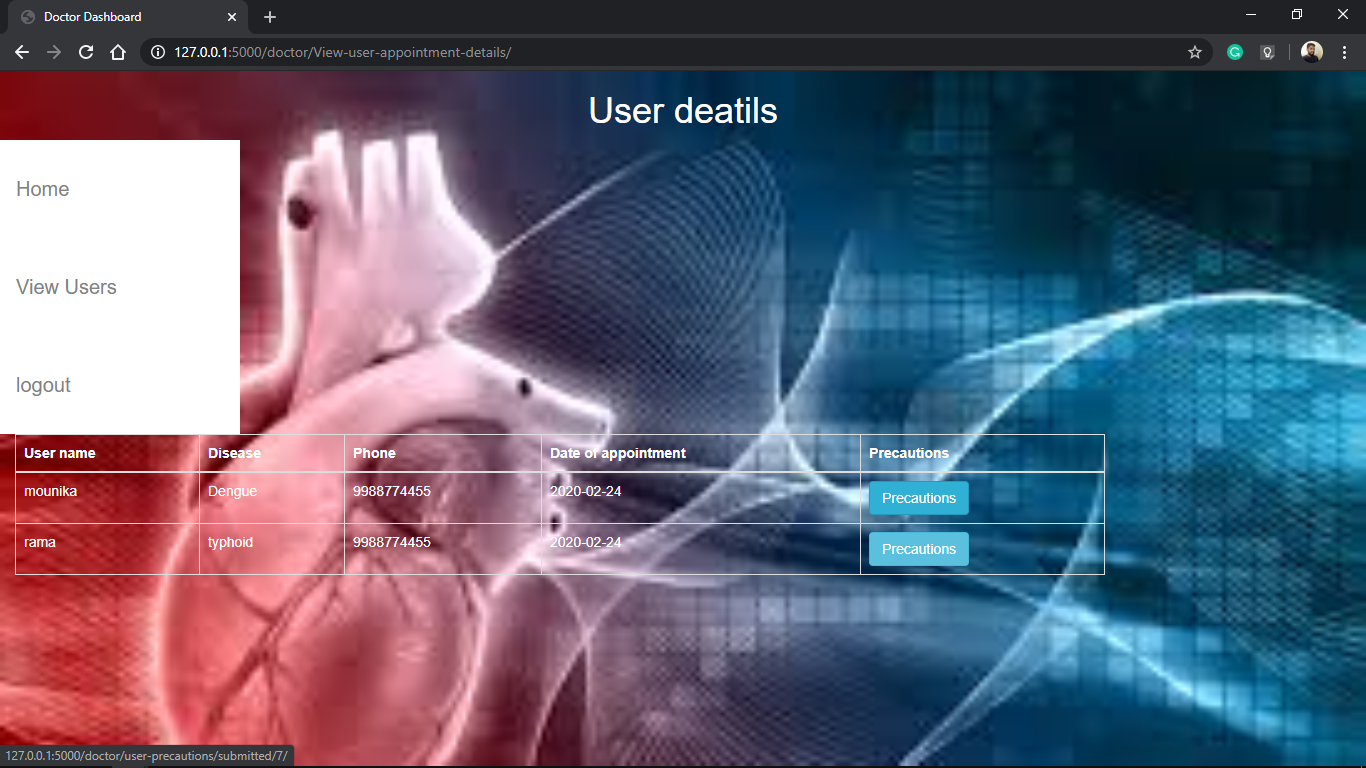 Doctor Dashboard
127.0.0.1:5000/doctor/View-user-appointment-details/
User deatils
Home
View Users
logout
User name Disease Phone Date of appointment Precautions
mounika Dengue 9988774455 2020-02-24 Precautions
rama typhoid 9988774455 2020-02-24 Precautions
127.0.0.1:5000/doctor/user-precautions/submitted/7/